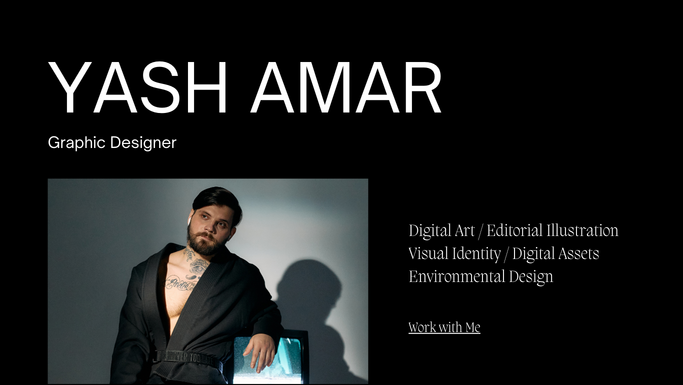 YASH AMAR
Graphic Designer
Digital Art / Editorial Illustration
Visual Identity / Digital Assets
Environmental Design
Work with Me